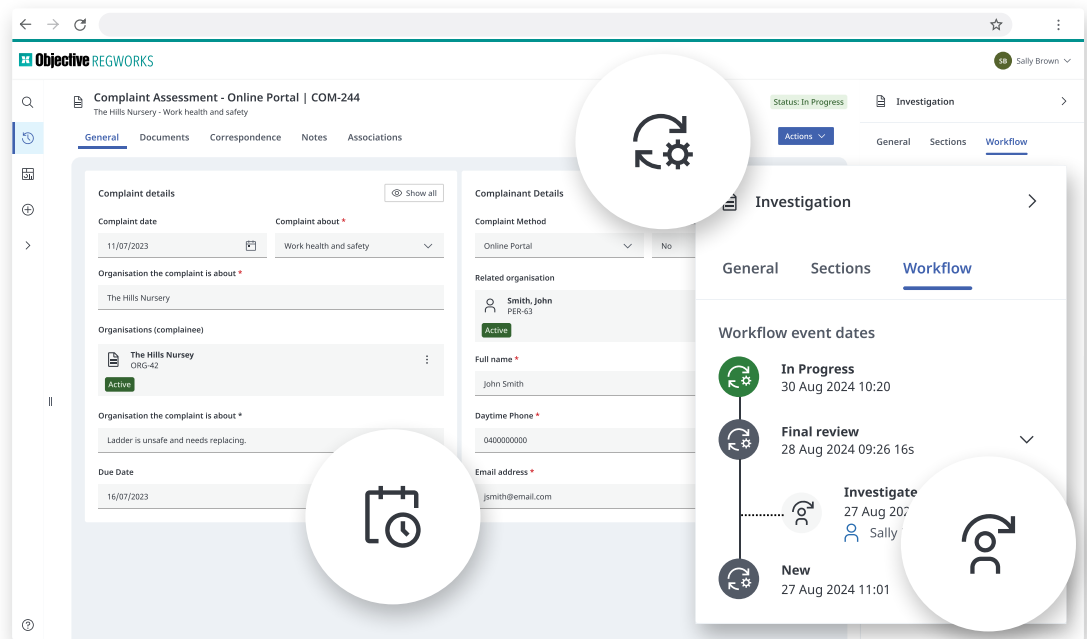 Objective REGWORKS
SB Sally Brown
Complaint Assessment - Online Portal | COM-244
The Hills Nursery - Work health and safety
Status: In Progress
Actions
General Documents Correspondence Notes Associations
Complaint details
Show all
Complaint date
11/07/2023
Complaint about *
Work health and safety
Organisation the complaint is about *
The Hills Nursery
Organisations (complainee)
The Hills Nursey
ORG-42
Active
Organisation the complaint is about *
Ladder is unsafe and needs replacing.
Due Date
16/07/2023
Complainant Details
Complaint Method
Online Portal
No
Related organisation
Smith, John
PER-63
Active
Full name *
John Smith
Daytime Phone *
0400000000
Email address *
jsmith@email.com
Investigation
General Sections Workflow
Investigation
General Sections Workflow
Workflow event dates
In Progress
30 Aug 2024 10:20
Final review
28 Aug 2024 09:26 16s
Investigate
27 Aug 202
Sally
New
27 Aug 2024 11:01